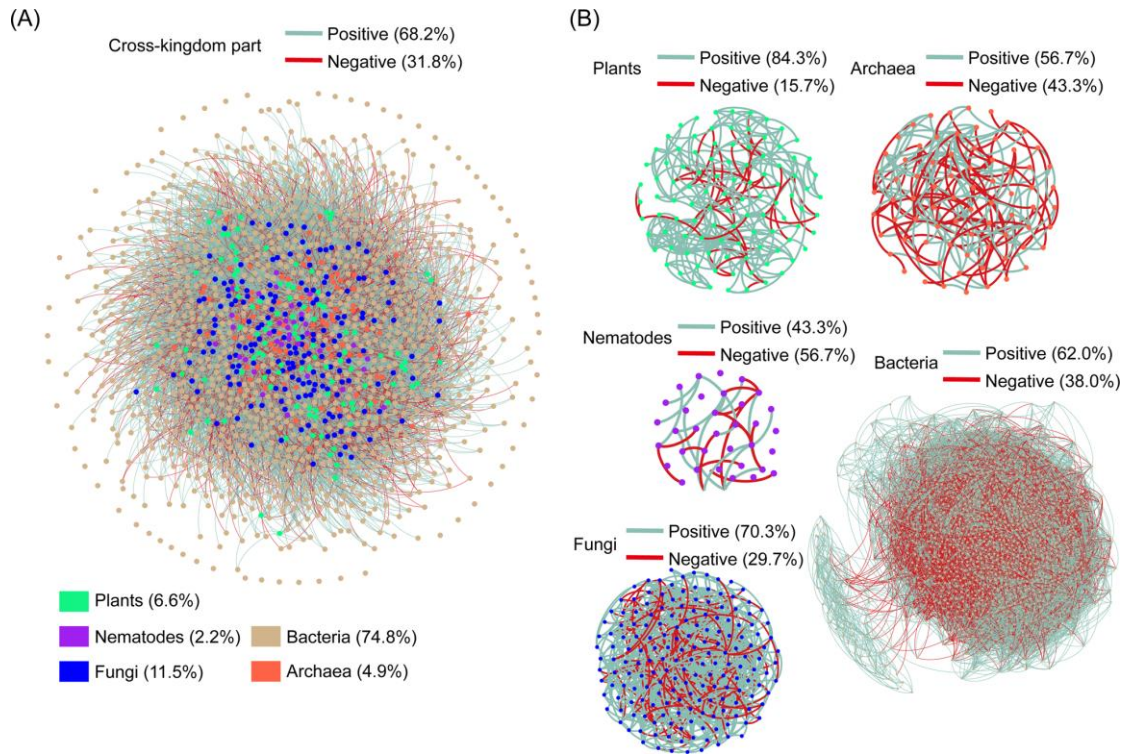 (A)
Cross-kingdom part
Positive (68.2%)
Negative (31.8%)
Plants (6.6%)
Nematodes (2.2%)
Bacteria (74.8%)
Fungi (11.5%)
Archaea (4.9%)
(B)
Plants
Positive (84.3%)
Negative (15.7%)
Archaea
Positive (56.7%)
Negative (43.3%)
Nematodes
Positive (43.3%)
Negative (56.7%)
Bacteria
Positive (62.0%)
Negative (38.0%)
Fungi
Positive (70.3%)
Negative (29.7%)